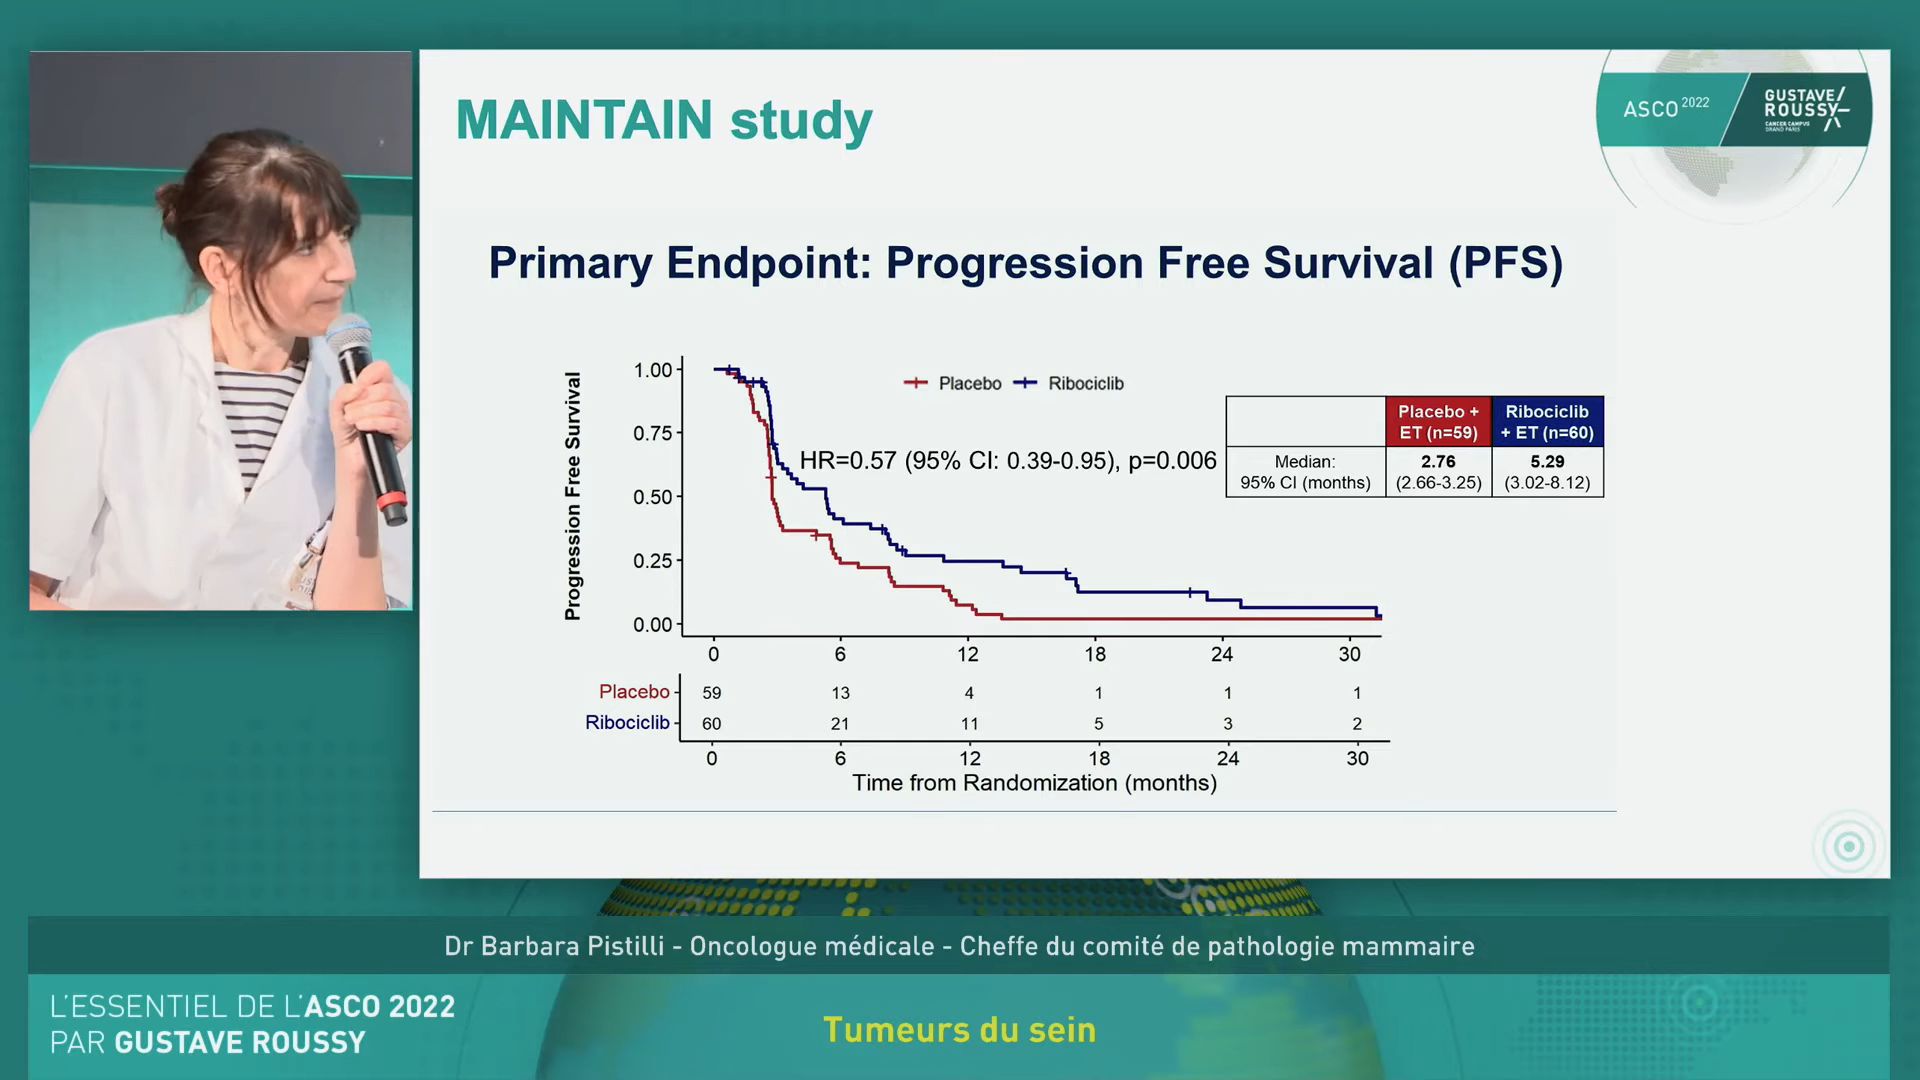 MAINTAIN study
ASCO 2022
GUSTAVE/
ROUSSY
CANCER CAMPUS
GRAND PARIS
Primary Endpoint: Progression Free Survival (PFS)
Progression Free Survival
1.00
0.75
0.50
0.25
0.00
Placebo Ribociclib
HR=0.57 (95% CI: 0.39-0.95), p=0.006
Placebo + ET (n=59) Ribociclib + ET (n=60)
Median: 95% CI (months) 2.76 (2.66-3.25) 5.29 (3.02-8.12)
0 6 12 18 24 30
Placebo 59 13 4 1 1 1
Ribociclib 60 21 11 5 3 2
0 6 12 18 24 30
Time from Randomization (months)
Dr Barbara Pistilli - Oncologue médicale - Cheffe du comité de pathologie mammaire
L'ESSENTIEL DE L'ASCO 2022
PAR GUSTAVE ROUSSY
Tumeurs du sein